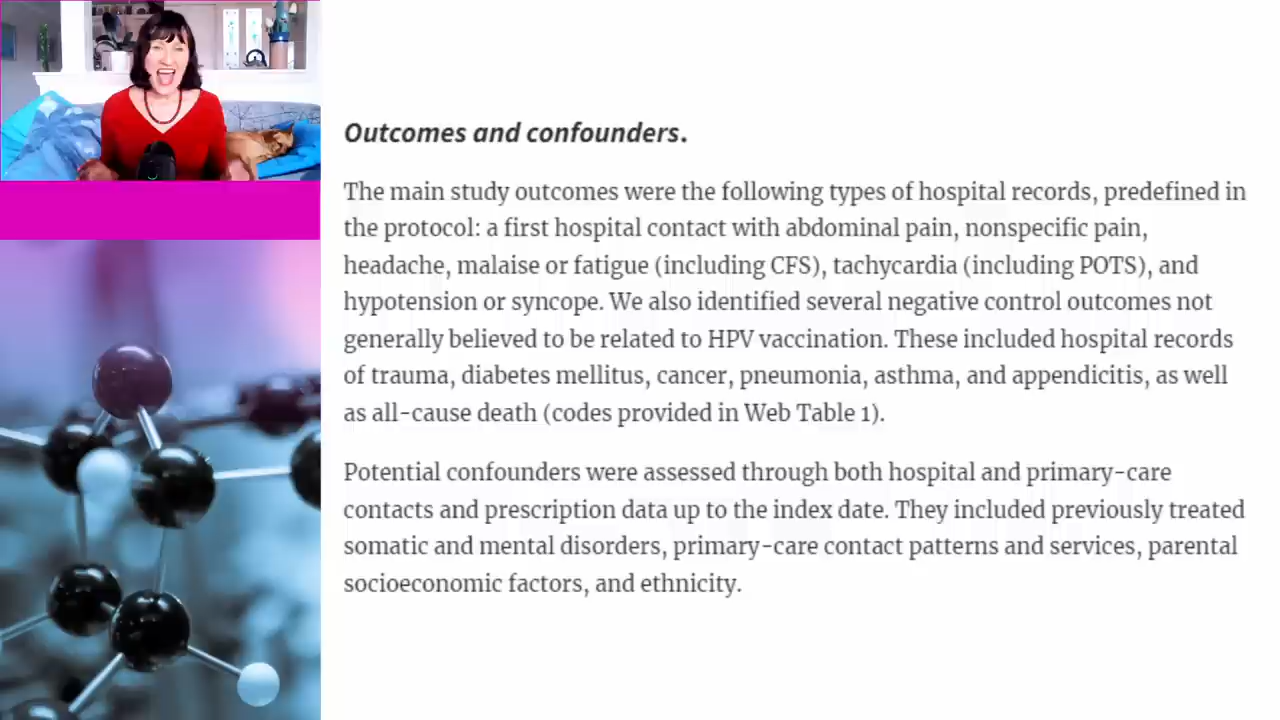 Outcomes and confounders.
The main study outcomes were the following types of hospital records, predefined in
the protocol: a first hospital contact with abdominal pain, nonspecific pain,
headache, malaise or fatigue (including CFS), tachycardia (including POTS), and
hypotension or syncope. We also identified several negative control outcomes not
generally believed to be related to HPV vaccination. These included hospital records
of trauma, diabetes mellitus, cancer, pneumonia, asthma, and appendicitis, as well
as all-cause death (codes provided in Web Table 1).
Potential confounders were assessed through both hospital and primary-care
contacts and prescription data up to the index date. They included previously treated
somatic and mental disorders, primary-care contact patterns and services, parental
socioeconomic factors, and ethnicity.